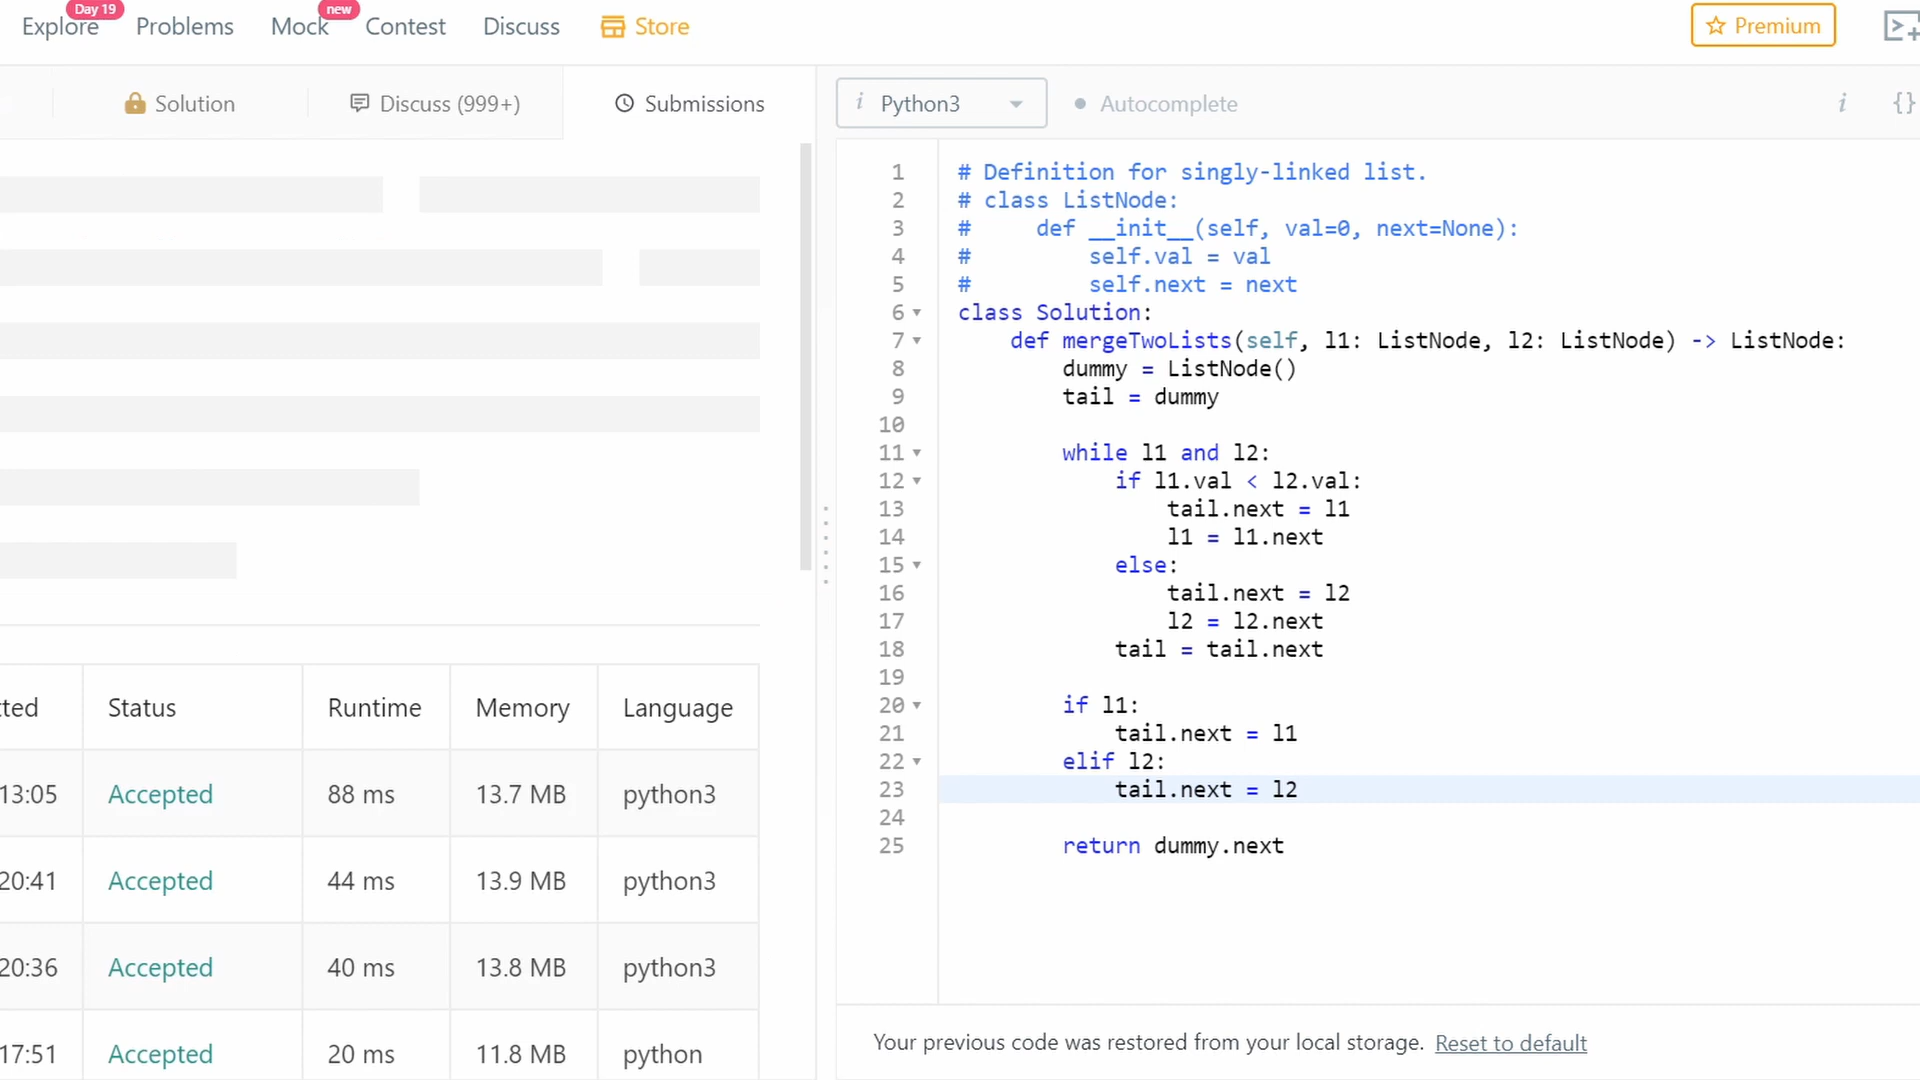 Explore Day 19 Problems Mock new Contest Discuss Store Premium
Solution Discuss (999+) Submissions
Python3 Autocomplete
1 # Definition for singly-linked list.
2 # class ListNode:
3 #     def __init__(self, val=0, next=None):
4 #         self.val = val
5 #         self.next = next
6 class Solution:
7     def mergeTwoLists(self, l1: ListNode, l2: ListNode) -> ListNode:
8         dummy = ListNode()
9         tail = dummy
10
11         while l1 and l2:
12             if l1.val < l2.val:
13                 tail.next = l1
14                 l1 = l1.next
15             else:
16                 tail.next = l2
17                 l2 = l2.next
18             tail = tail.next
19
20         if l1:
21             tail.next = l1
22         elif l2:
23             tail.next = l2
24
25         return dummy.next
Status Runtime Memory Language
13:05 Accepted 88 ms 13.7 MB python3
20:41 Accepted 44 ms 13.9 MB python3
20:36 Accepted 40 ms 13.8 MB python3
17:51 Accepted 20 ms 11.8 MB python
Your previous code was restored from your local storage. Reset to default